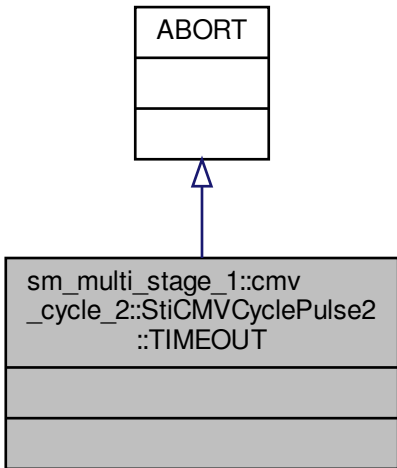 ABORT
sm_multi_stage_1::cmv
_cycle_2::StiCMVCyclePulse2
::TIMEOUT